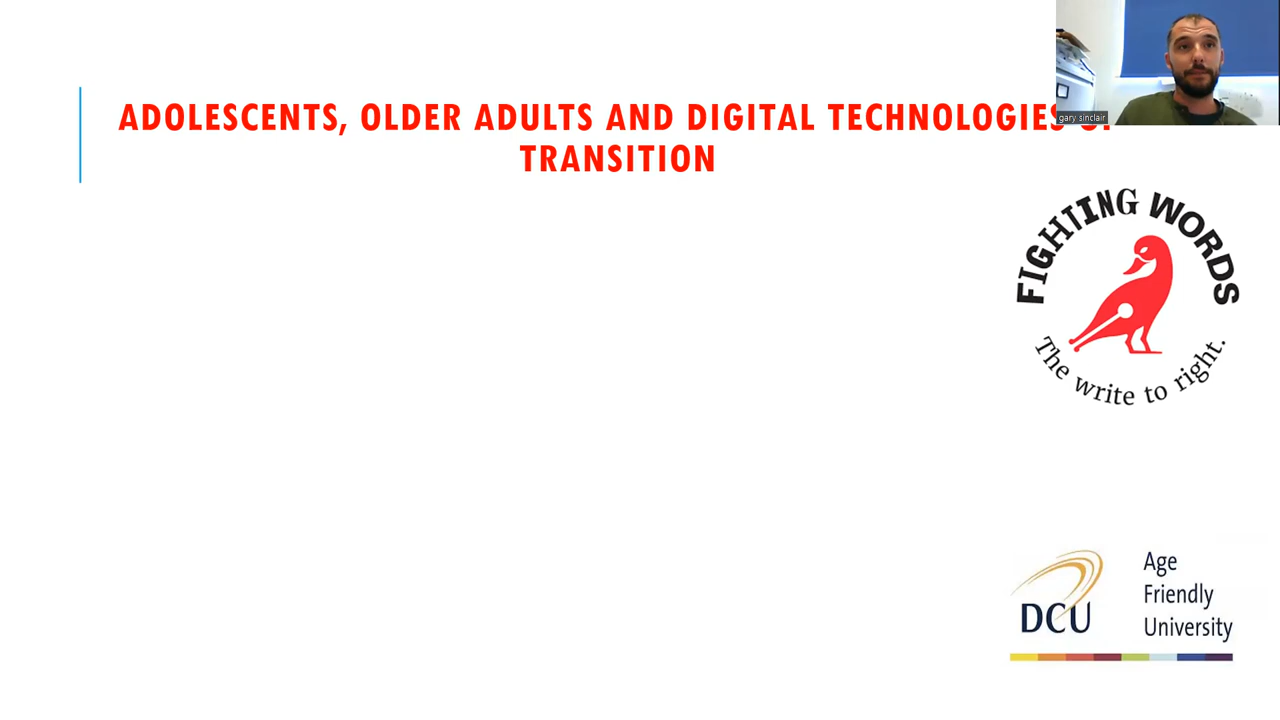 ADOLESCENTS, OLDER ADULTS AND DIGITAL TECHNOLOGIES
TRANSITION
gary sinclair
FIGHTING WORDS
The write to right.
DCU
Age
Friendly
University